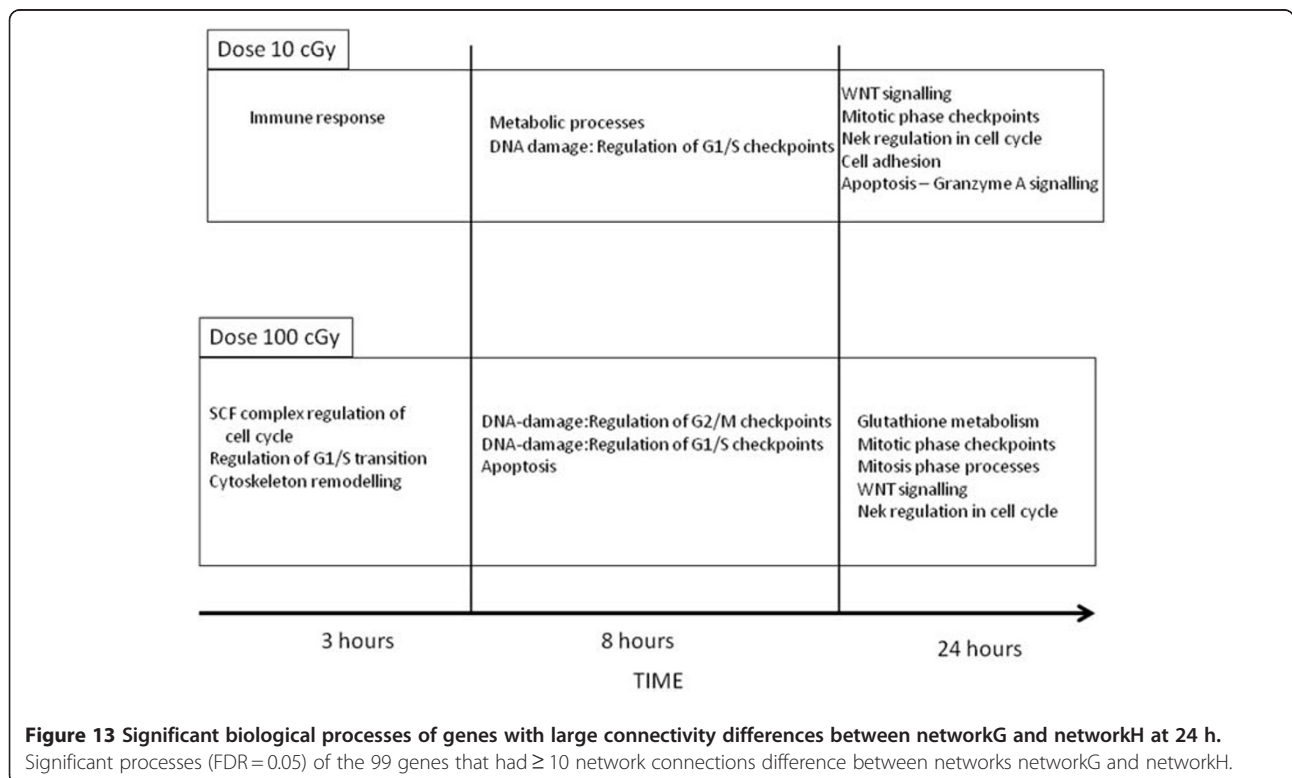 Dose 10 cGy
Immune response
Metabolic processes
DNA damage: Regulation of G1/S checkpoints
WNT signalling
Mitotic phase checkpoints
Nek regulation in cell cycle
Cell adhesion
Apoptosis – Granzyme A signalling
Dose 100 cGy
SCF complex regulation of
cell cycle
Regulation of G1/S transition
Cytoskeleton remodelling
DNA-damage:Regulation of G2/M checkpoints
DNA-damage:Regulation of G1/S checkpoints
Apoptosis
Glutathione metabolism
Mitotic phase checkpoints
Mitosis phase processes
WNT signalling
Nek regulation in cell cycle
3 hours
8 hours
24 hours
TIME
Figure 13 Significant biological processes of genes with large connectivity differences between networkG and networkH at 24 h.
Significant processes (FDR = 0.05) of the 99 genes that had ≥ 10 network connections difference between networks networkG and networkH.